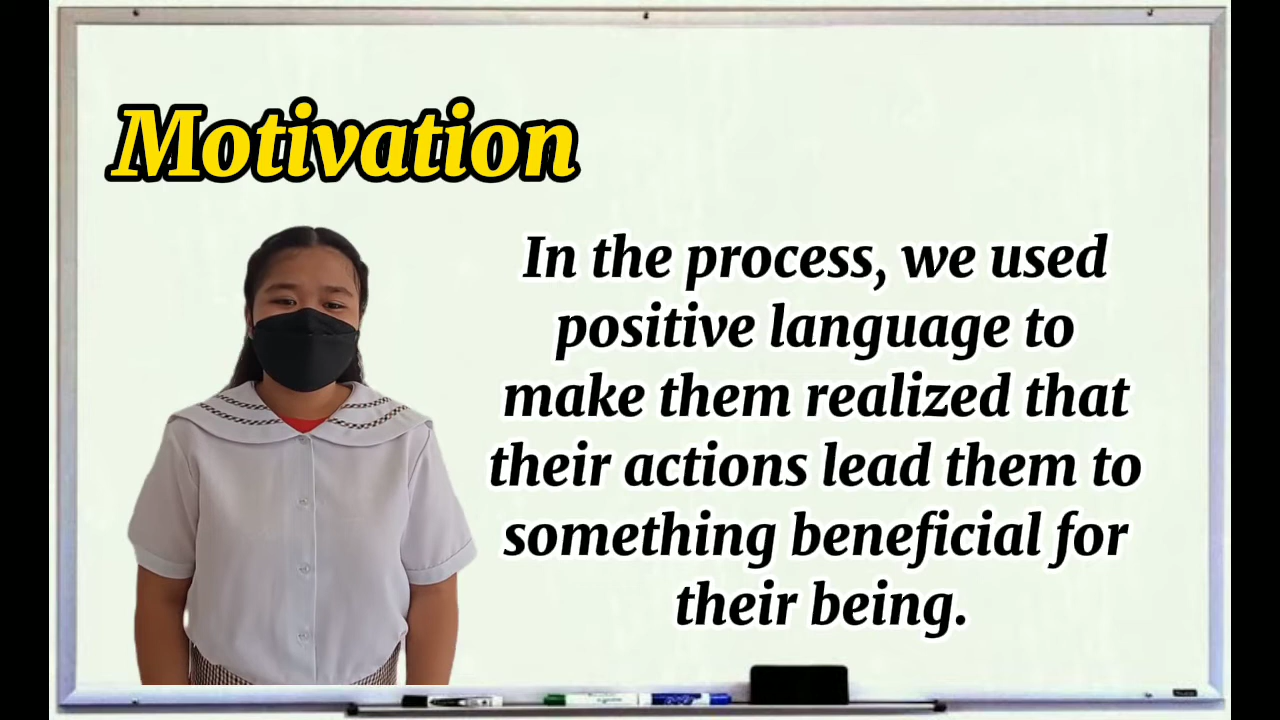 Motivation
In the process, we used
positive language to
make them realized that
their actions lead them to
something beneficial for
their being.